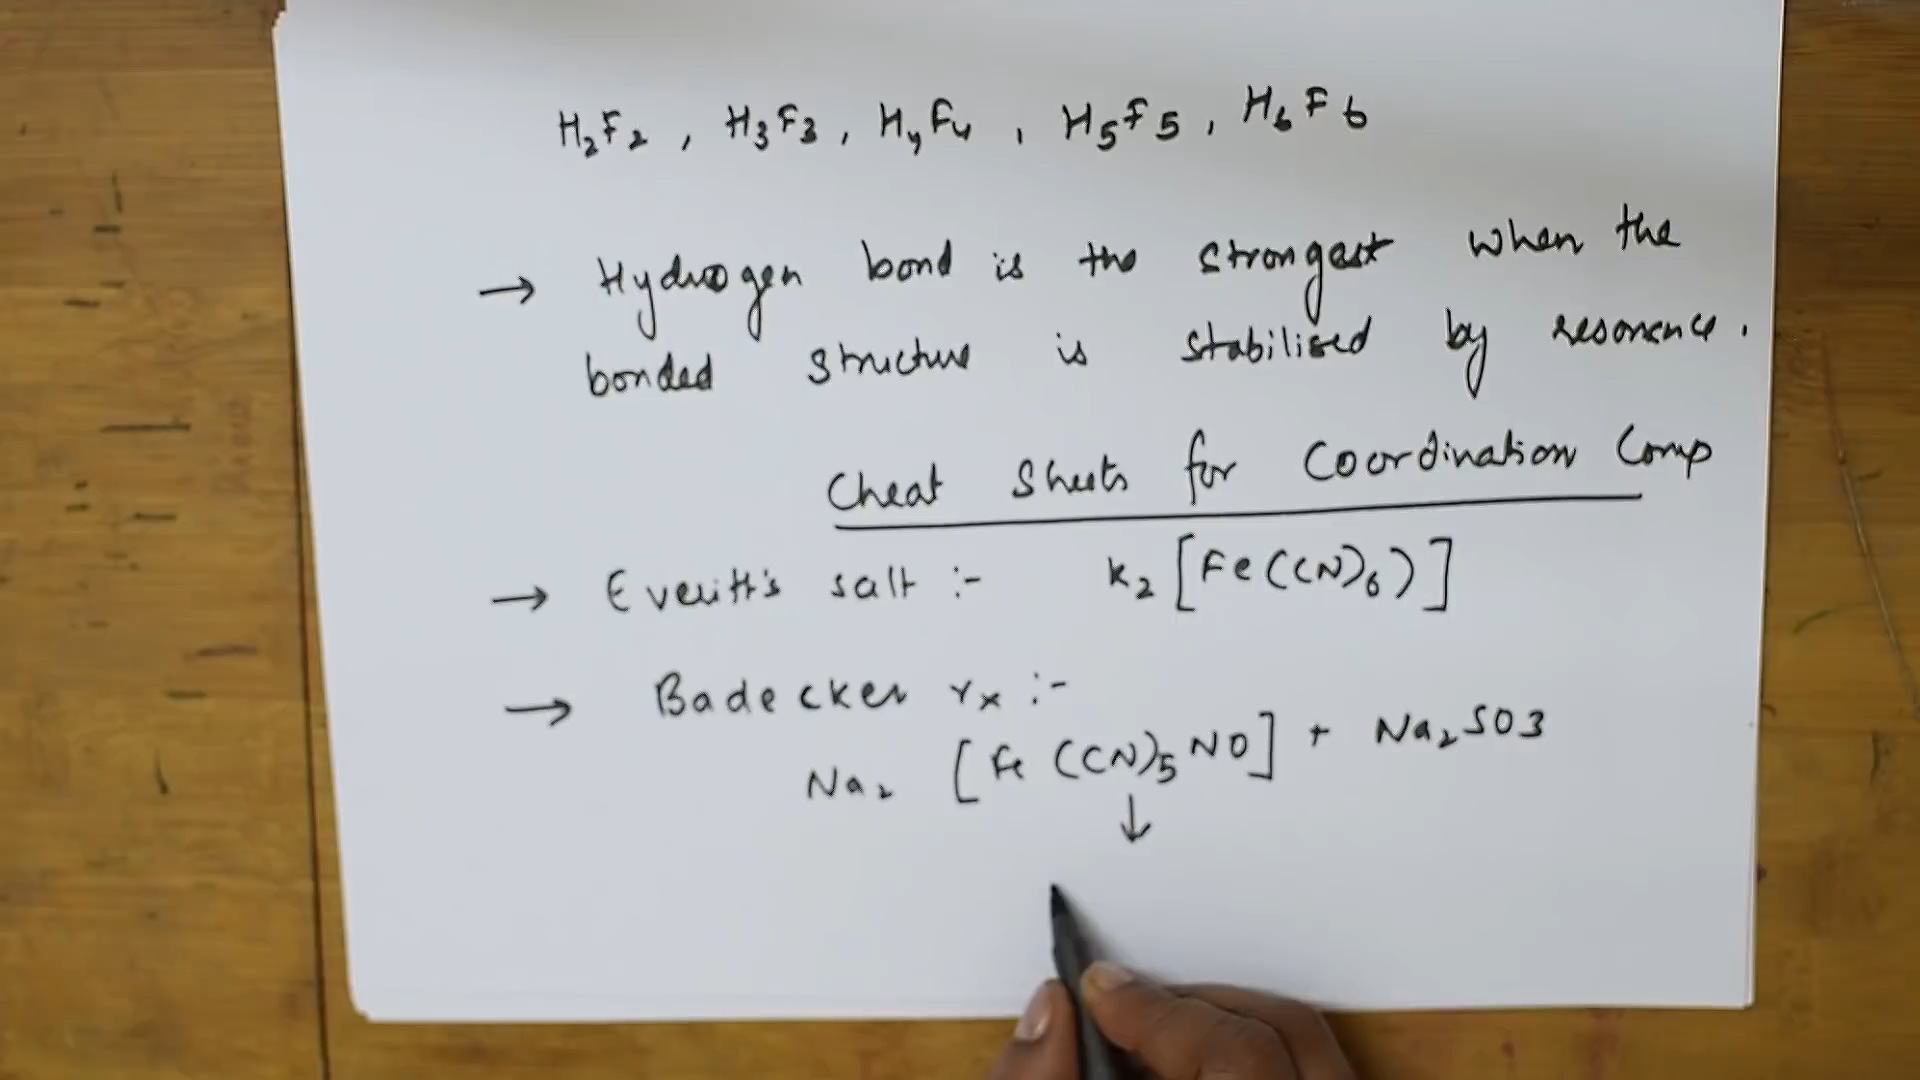 H₂F₂ , H₃F₃ , H₄F₄ , H₅F₅ , H₆F₆
→ Hydrogen bond is the strongest when the
bonded structure is stabilised by resonence .
Cheat Sheets for Coordination Comp
→ Everitt's salt :- K₂[Fe(CN)₆)]
→ Badecker rx :-
Na₂ [Fe (CN)₅ NO] + Na₂SO3
↓